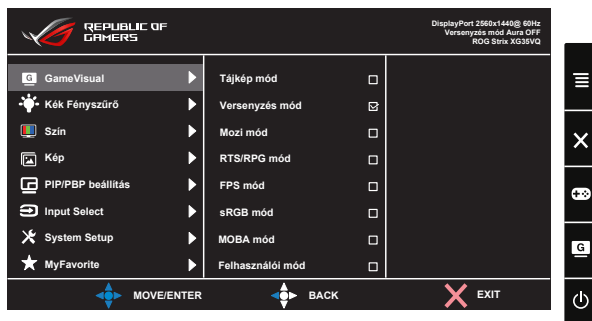 REPUBLIC OF
GAMERS
DisplayPort 2560x1440@ 60Hz
Versenyzés mód Aura OFF
ROG Strix XG35VQ
G GameVisual
Kék Fényszűrő
Szín
Kép
PIP/PBP beállítás
Input Select
System Setup
MyFavorite
Tájkép mód
Versenyzés mód
Mozi mód
RTS/RPG mód
FPS mód
sRGB mód
MOBA mód
Felhasználói mód
MOVE/ENTER
BACK
EXIT
G